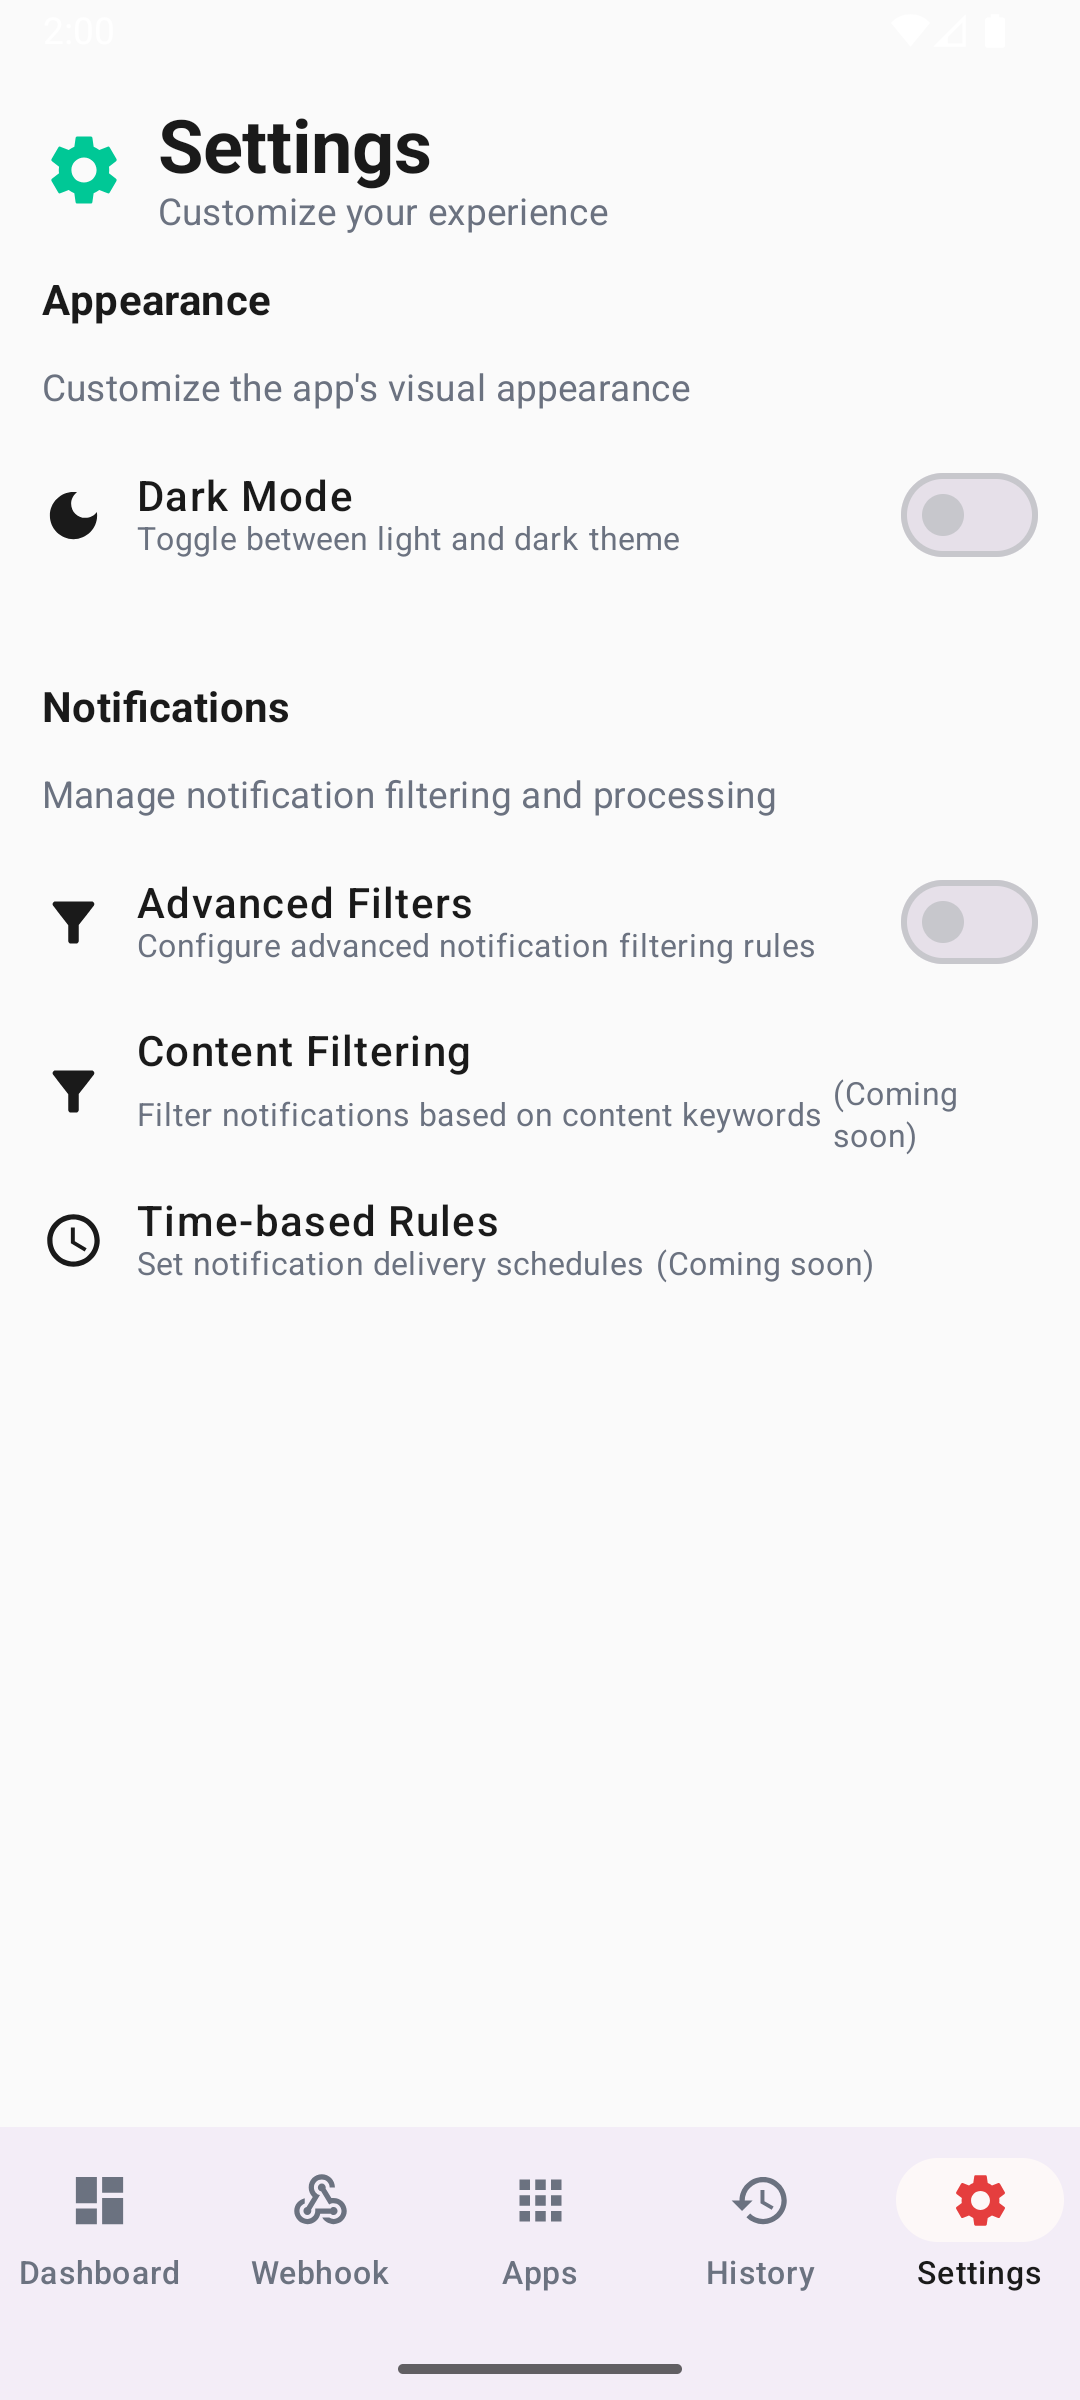 2:00
Settings
Customize your experience
Appearance
Customize the app's visual appearance
Dark Mode
Toggle between light and dark theme
Notifications
Manage notification filtering and processing
Advanced Filters
Configure advanced notification filtering rules
Content Filtering
Filter notifications based on content keywords
(Coming
soon)
Time-based Rules
Set notification delivery schedules (Coming soon)
Dashboard
Webhook
Apps
History
Settings